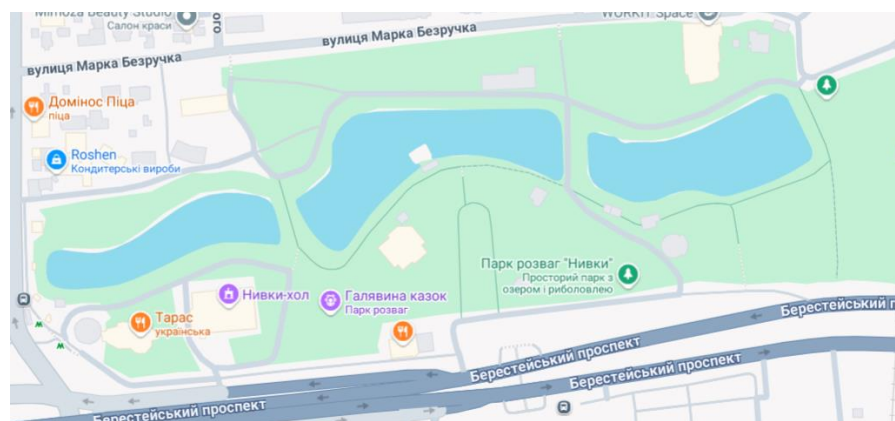 Mimoza Beauty Studio
Салон краси
ого
WORKIT Space
вулиця Марка Безручка
вулиця Марка Безручка
Домінос Піца
піца
Roshen
Кондитерські вироби
Парк розваг "Нивки"
Просторий парк з
озером і риболовлею
Нивки-хол
Галявина казок
Парк розваг
Тарас
українська
Берестейський проспект
Берестейський проспект
Берестейський проспект
Берестейський проспект